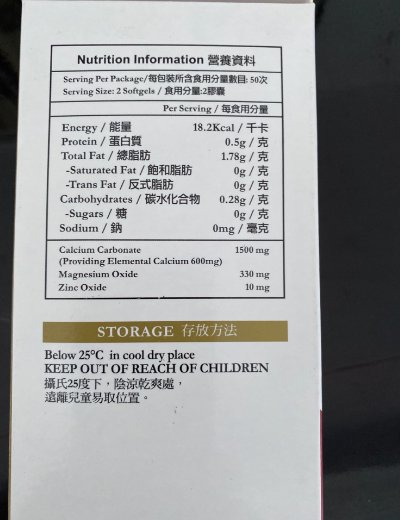 Nutrition Information 營養資料
Serving Per Package/每包裝所含食用分量數目: 50次
Serving Size: 2 Softgels / 食用分量:2膠囊
Per Serving / 每食用分量
Energy / 能量 18.2Kcal / 千卡
Protein / 蛋白質 0.5g / 克
Total Fat / 總脂肪 1.78g / 克
-Saturated Fat / 飽和脂肪 0g / 克
-Trans Fat / 反式脂肪 0g / 克
Carbohydrates / 碳水化合物 0.28g / 克
-Sugars / 糖 0g / 克
Sodium / 鈉 0mg / 毫克
Calcium Carbonate 1500 mg
(Providing Elemental Calcium 600mg)
Magnesium Oxide 330 mg
Zinc Oxide 10 mg
STORAGE 存放方法
Below 25°C in cool dry place
KEEP OUT OF REACH OF CHILDREN
攝氏25度下，陰涼乾爽處，
遠離兒童易取位置。